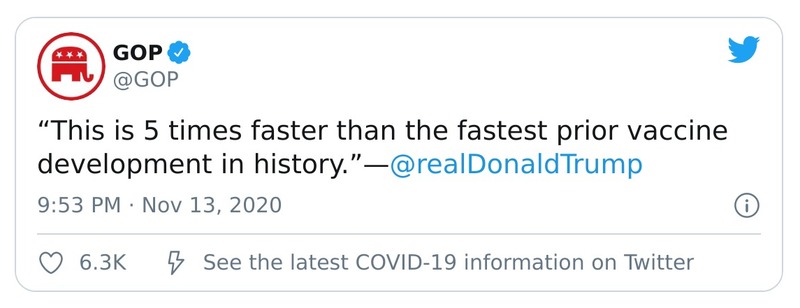 GOP
@GOP
“This is 5 times faster than the fastest prior vaccine
development in history.”—@realDonaldTrump
9:53 PM · Nov 13, 2020
6.3K See the latest COVID-19 information on Twitter